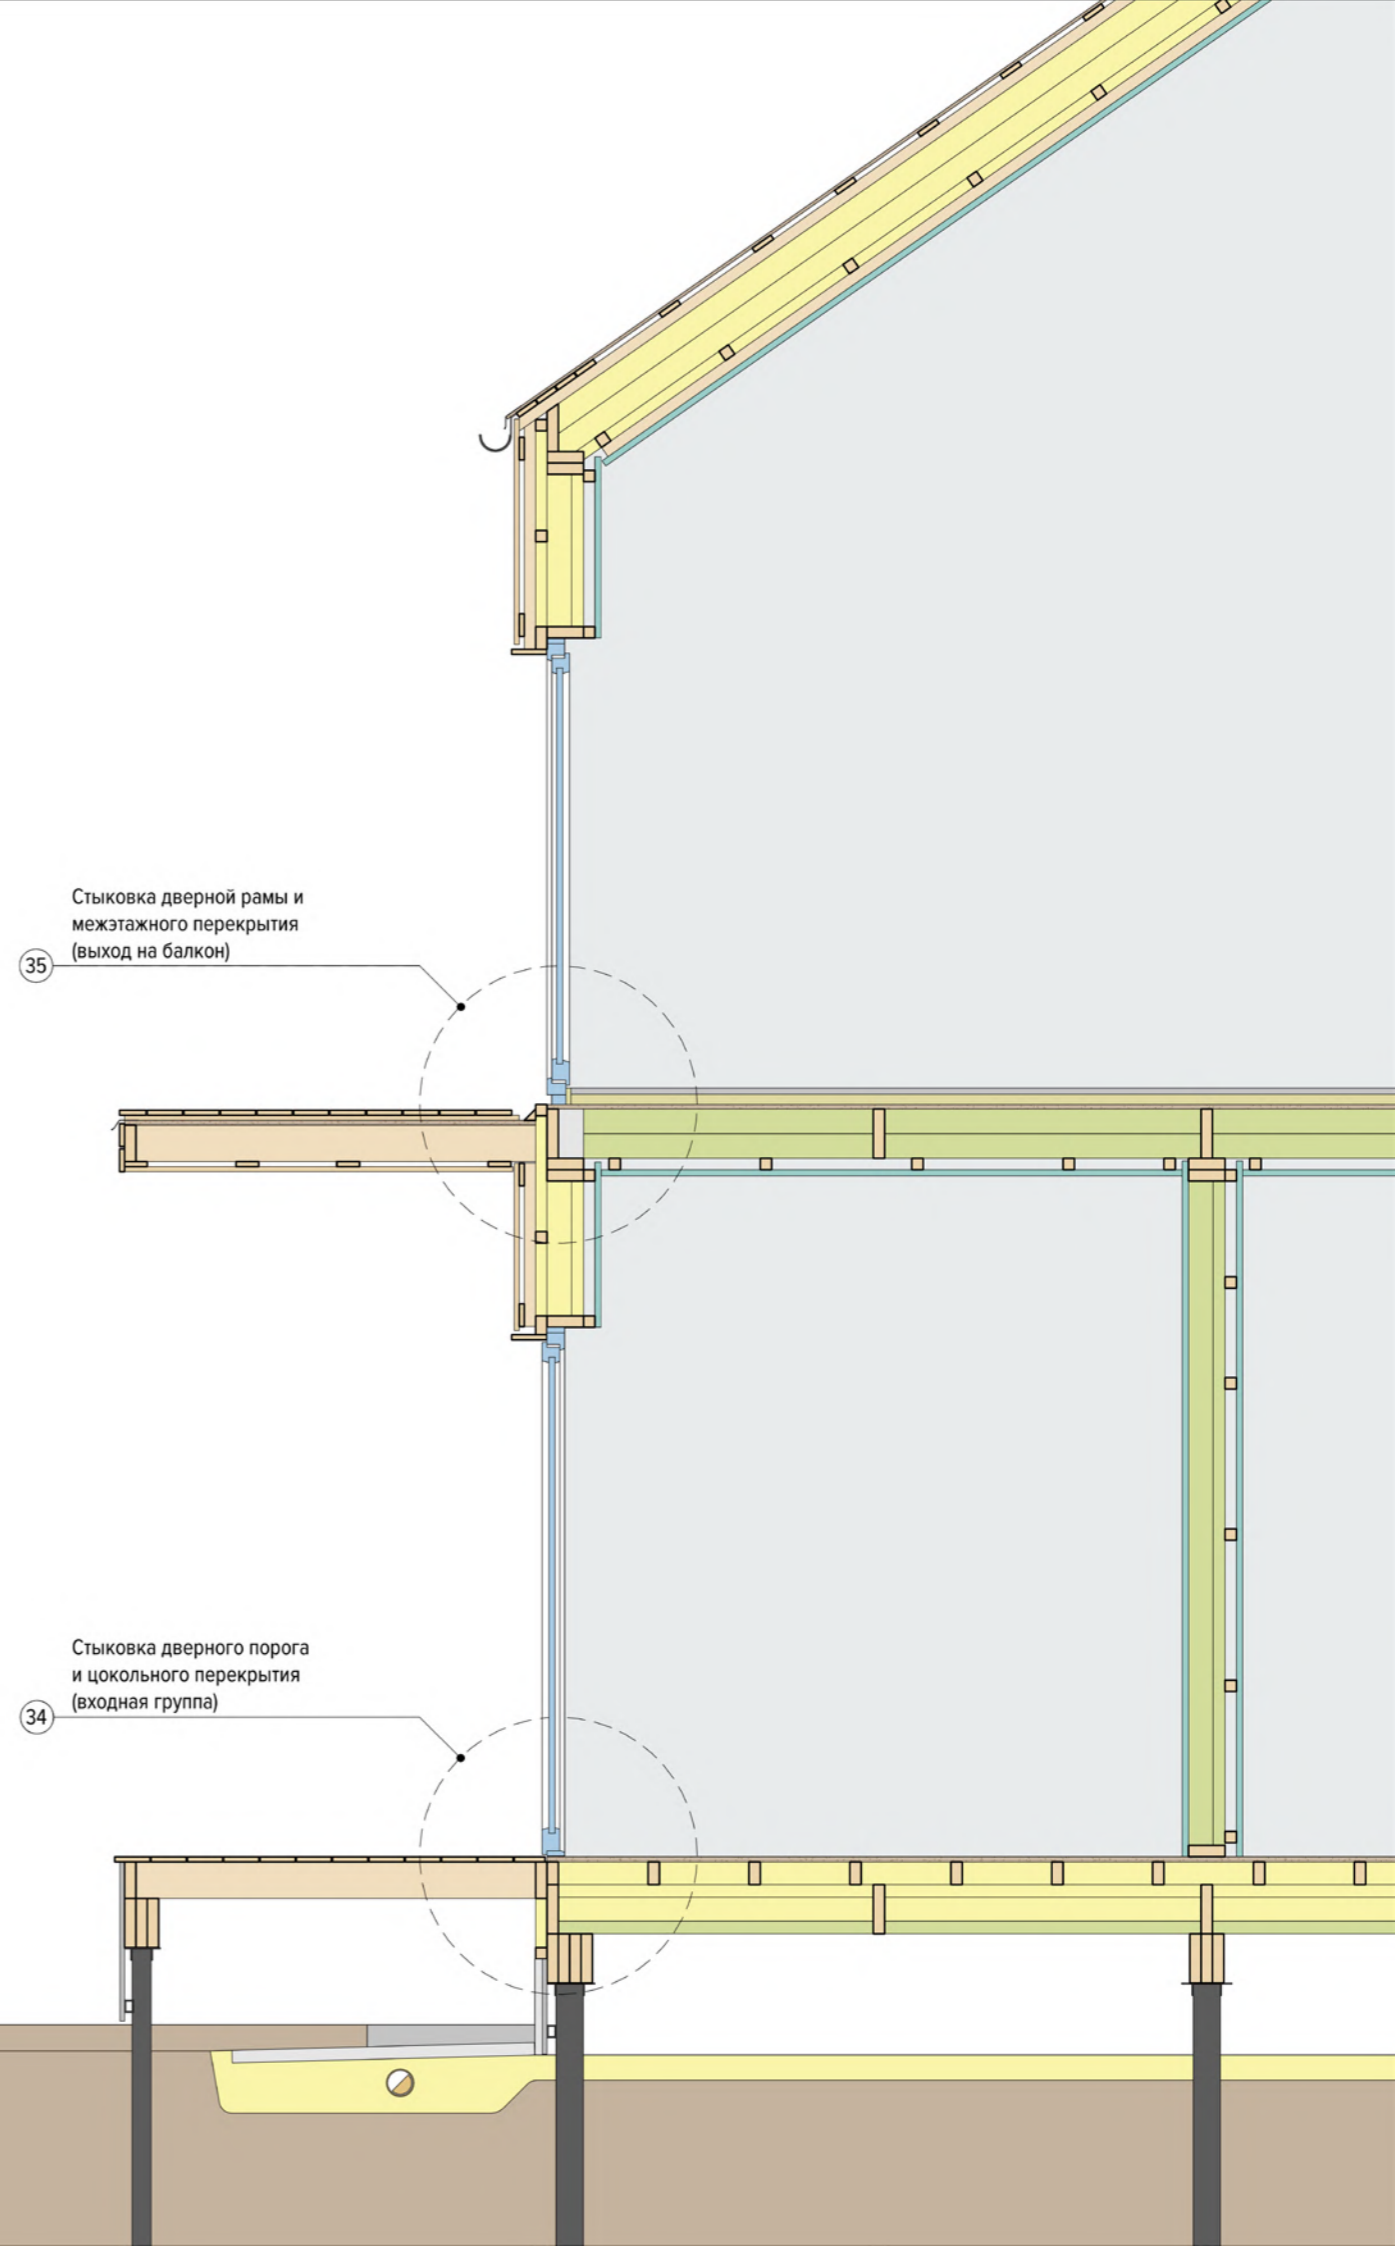 Стыковка дверной рамы и
межэтажного перекрытия
(выход на балкон)
35
Стыковка дверного порога
и цокольного перекрытия
(входная группа)
34